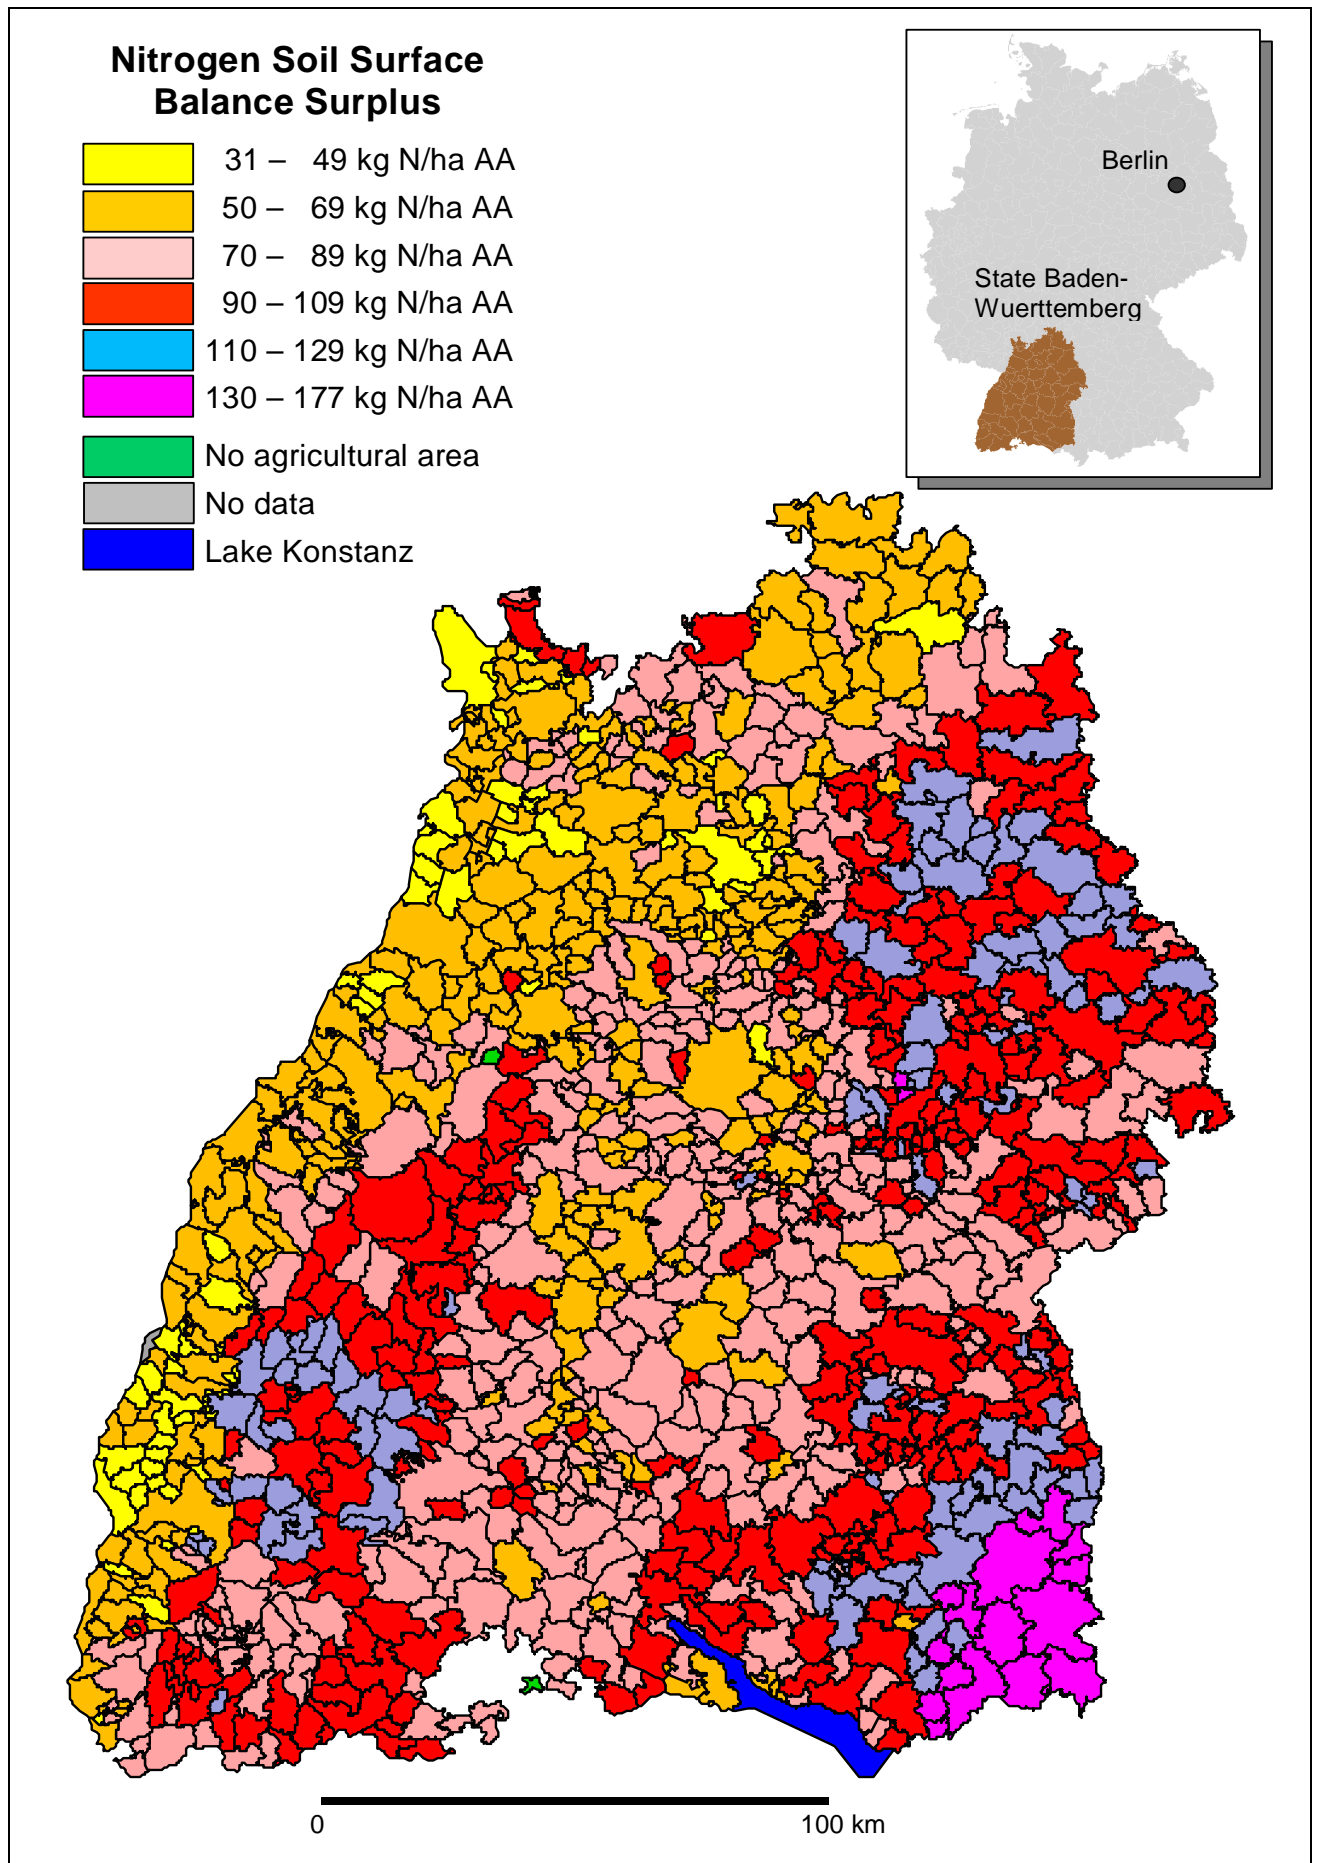 Nitrogen Soil Surface
Balance Surplus
31 – 49 kg N/ha AA
50 – 69 kg N/ha AA
70 – 89 kg N/ha AA
90 – 109 kg N/ha AA
110 – 129 kg N/ha AA
130 – 177 kg N/ha AA
No agricultural area
No data
Lake Konstanz
Berlin
State Baden-
Wuerttemberg
0 100 km